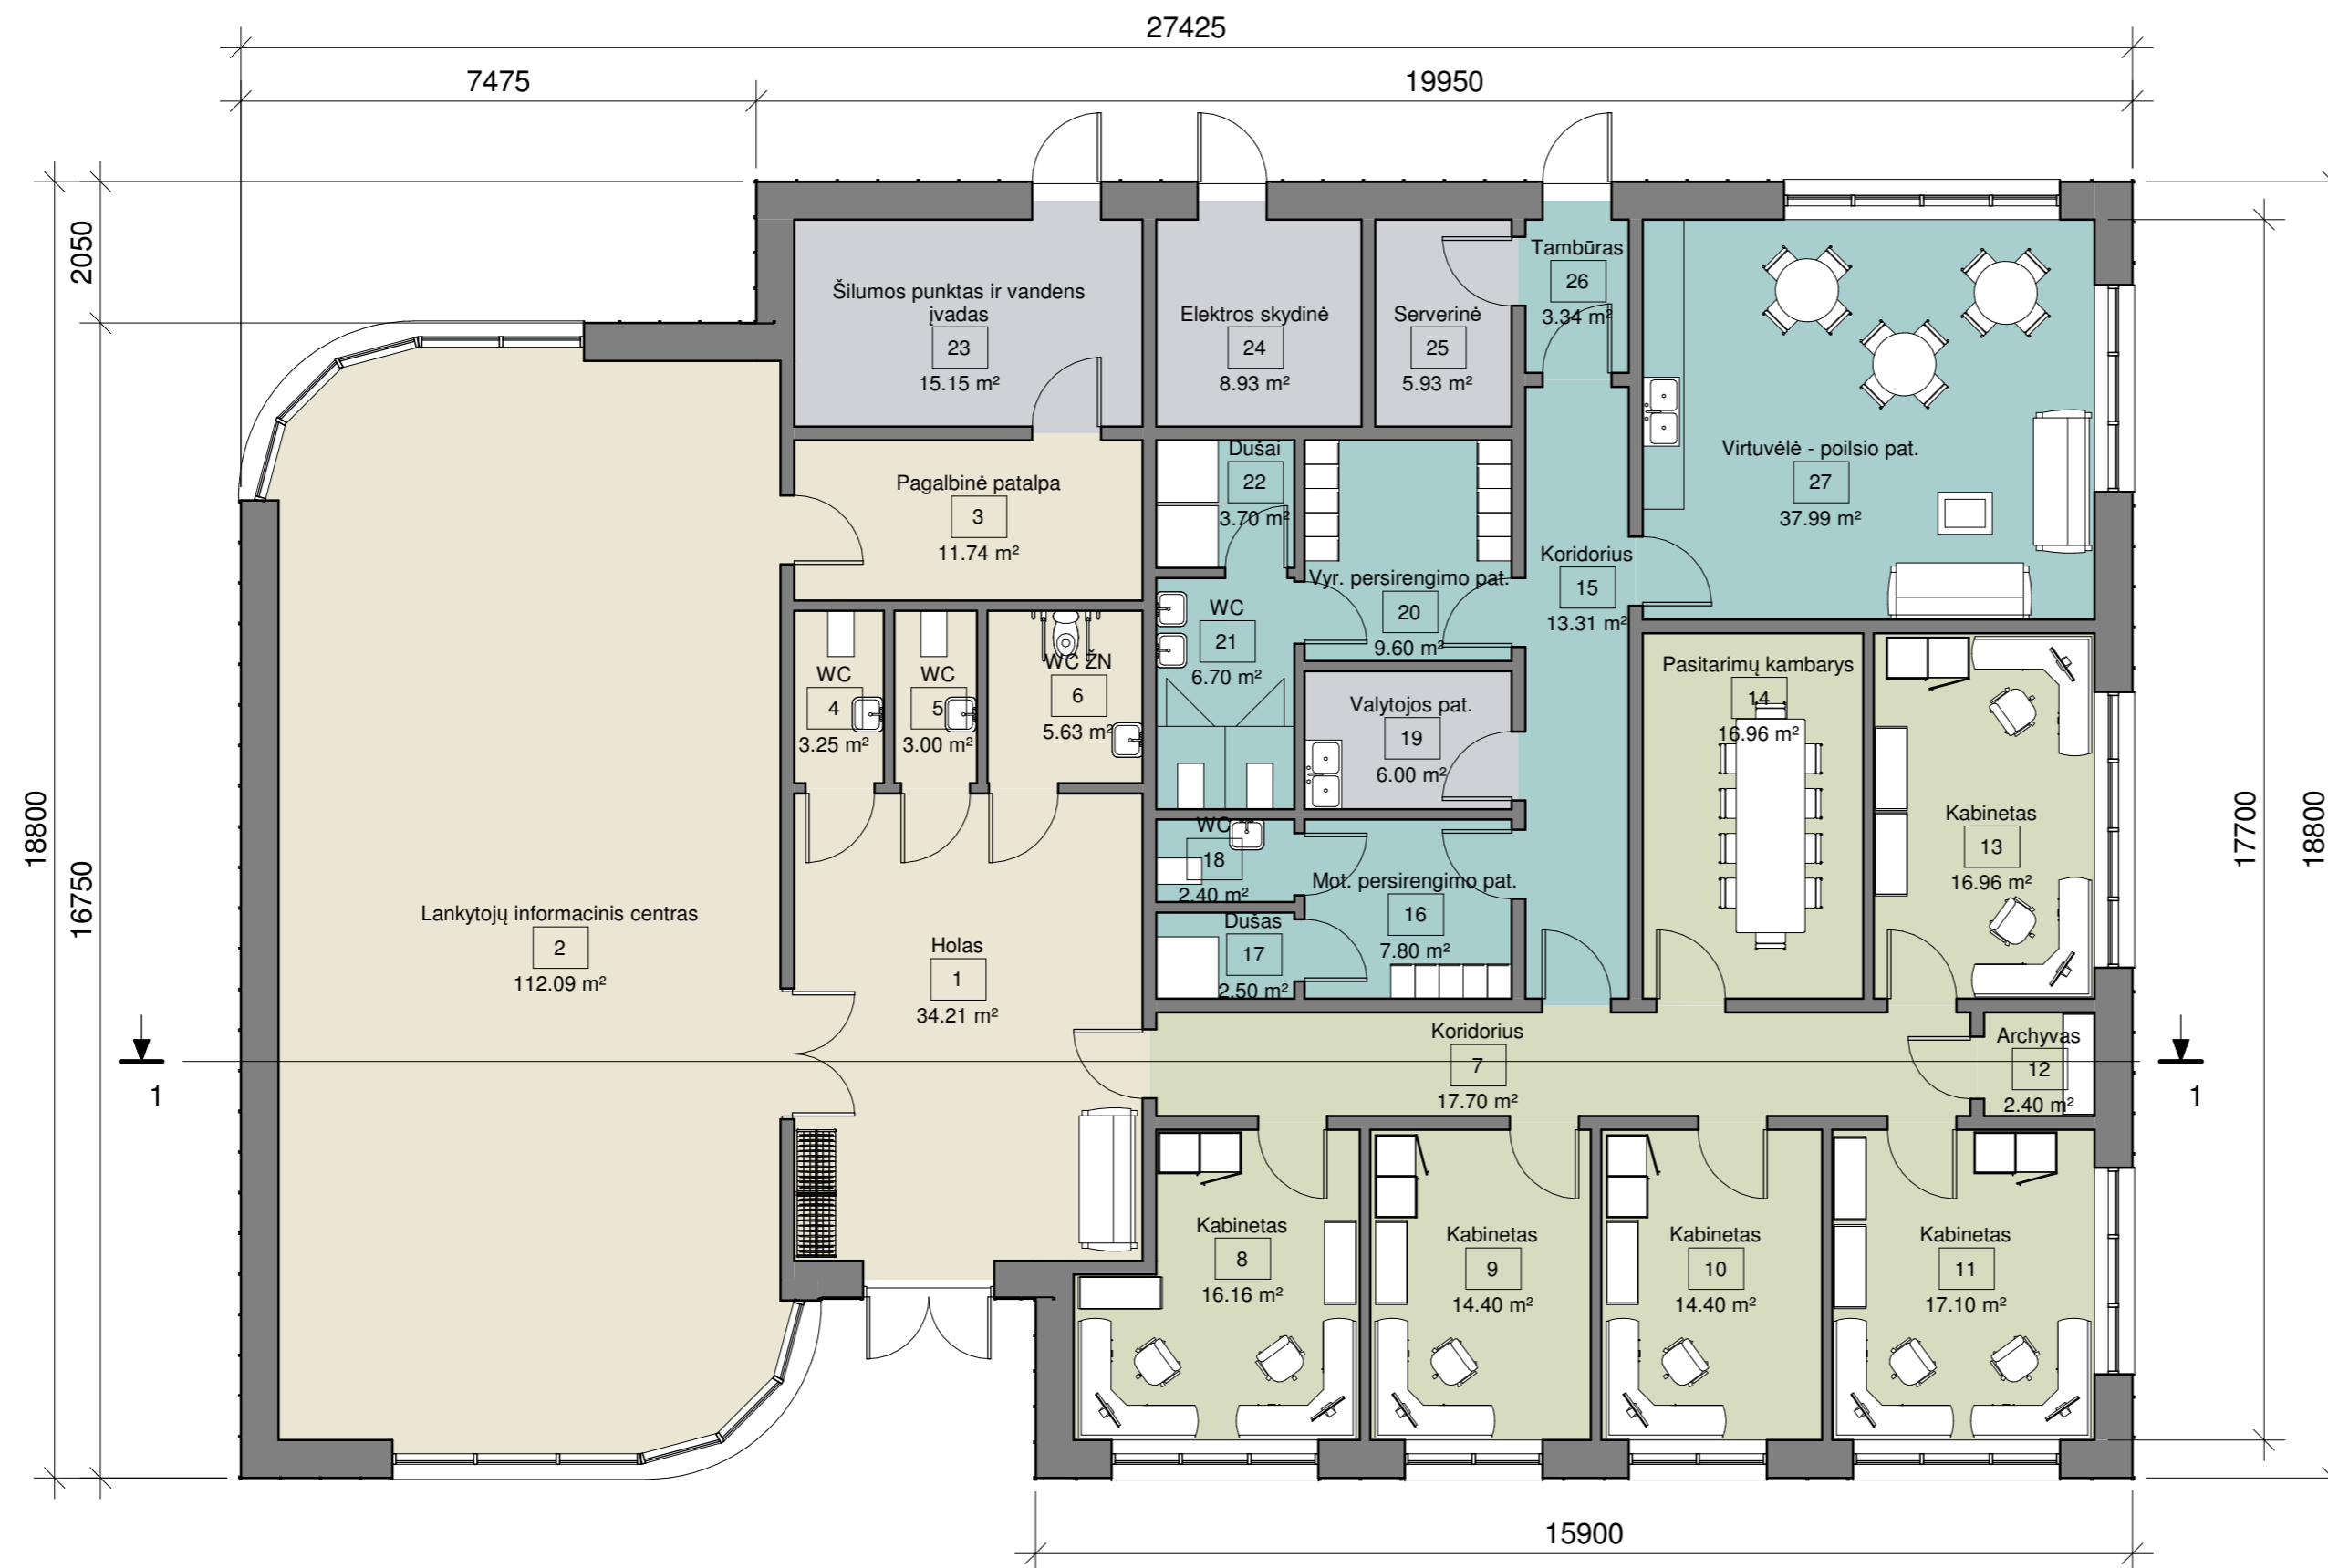 27425
7475
19950
2050
18800
16750
17700
18800
15900
Šilumos punktas ir vandens
įvadas
23
15.15 m²
Elektros skydinė
24
8.93 m²
Serverinė
25
5.93 m²
Tambūras
26
3.34 m²
Virtuvėlė - poilsio pat.
27
37.99 m²
Pagalbinė patalpa
3
11.74 m²
Dušai
22
3.70 m²
Vyr. persirengimo pat.
20
9.60 m²
Koridorius
15
13.31 m²
WC
21
6.70 m²
WC
4
3.25 m²
WC
5
3.00 m²
WC ŽN
6
5.63 m²
Valytojos pat.
19
6.00 m²
Pasitarimų kambarys
14
16.96 m²
Kabinetas
13
16.96 m²
WC
18
2.40 m²
Mot. persirengimo pat.
16
7.80 m²
Dušas
17
2.50 m²
Lankytojų informacinis centras
2
112.09 m²
Holas
1
34.21 m²
Koridorius
7
17.70 m²
Archyvas
12
2.40 m²
1
1
Kabinetas
8
16.16 m²
Kabinetas
9
14.40 m²
Kabinetas
10
14.40 m²
Kabinetas
11
17.10 m²